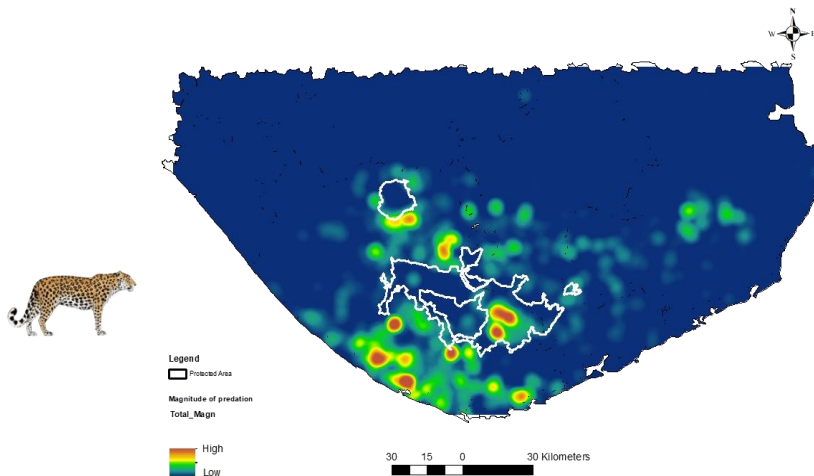 N
W E
S
Legend
Protected Area
Magnitude of predation
Total_Magn
High
Low
30 15 0 30 Kilometers